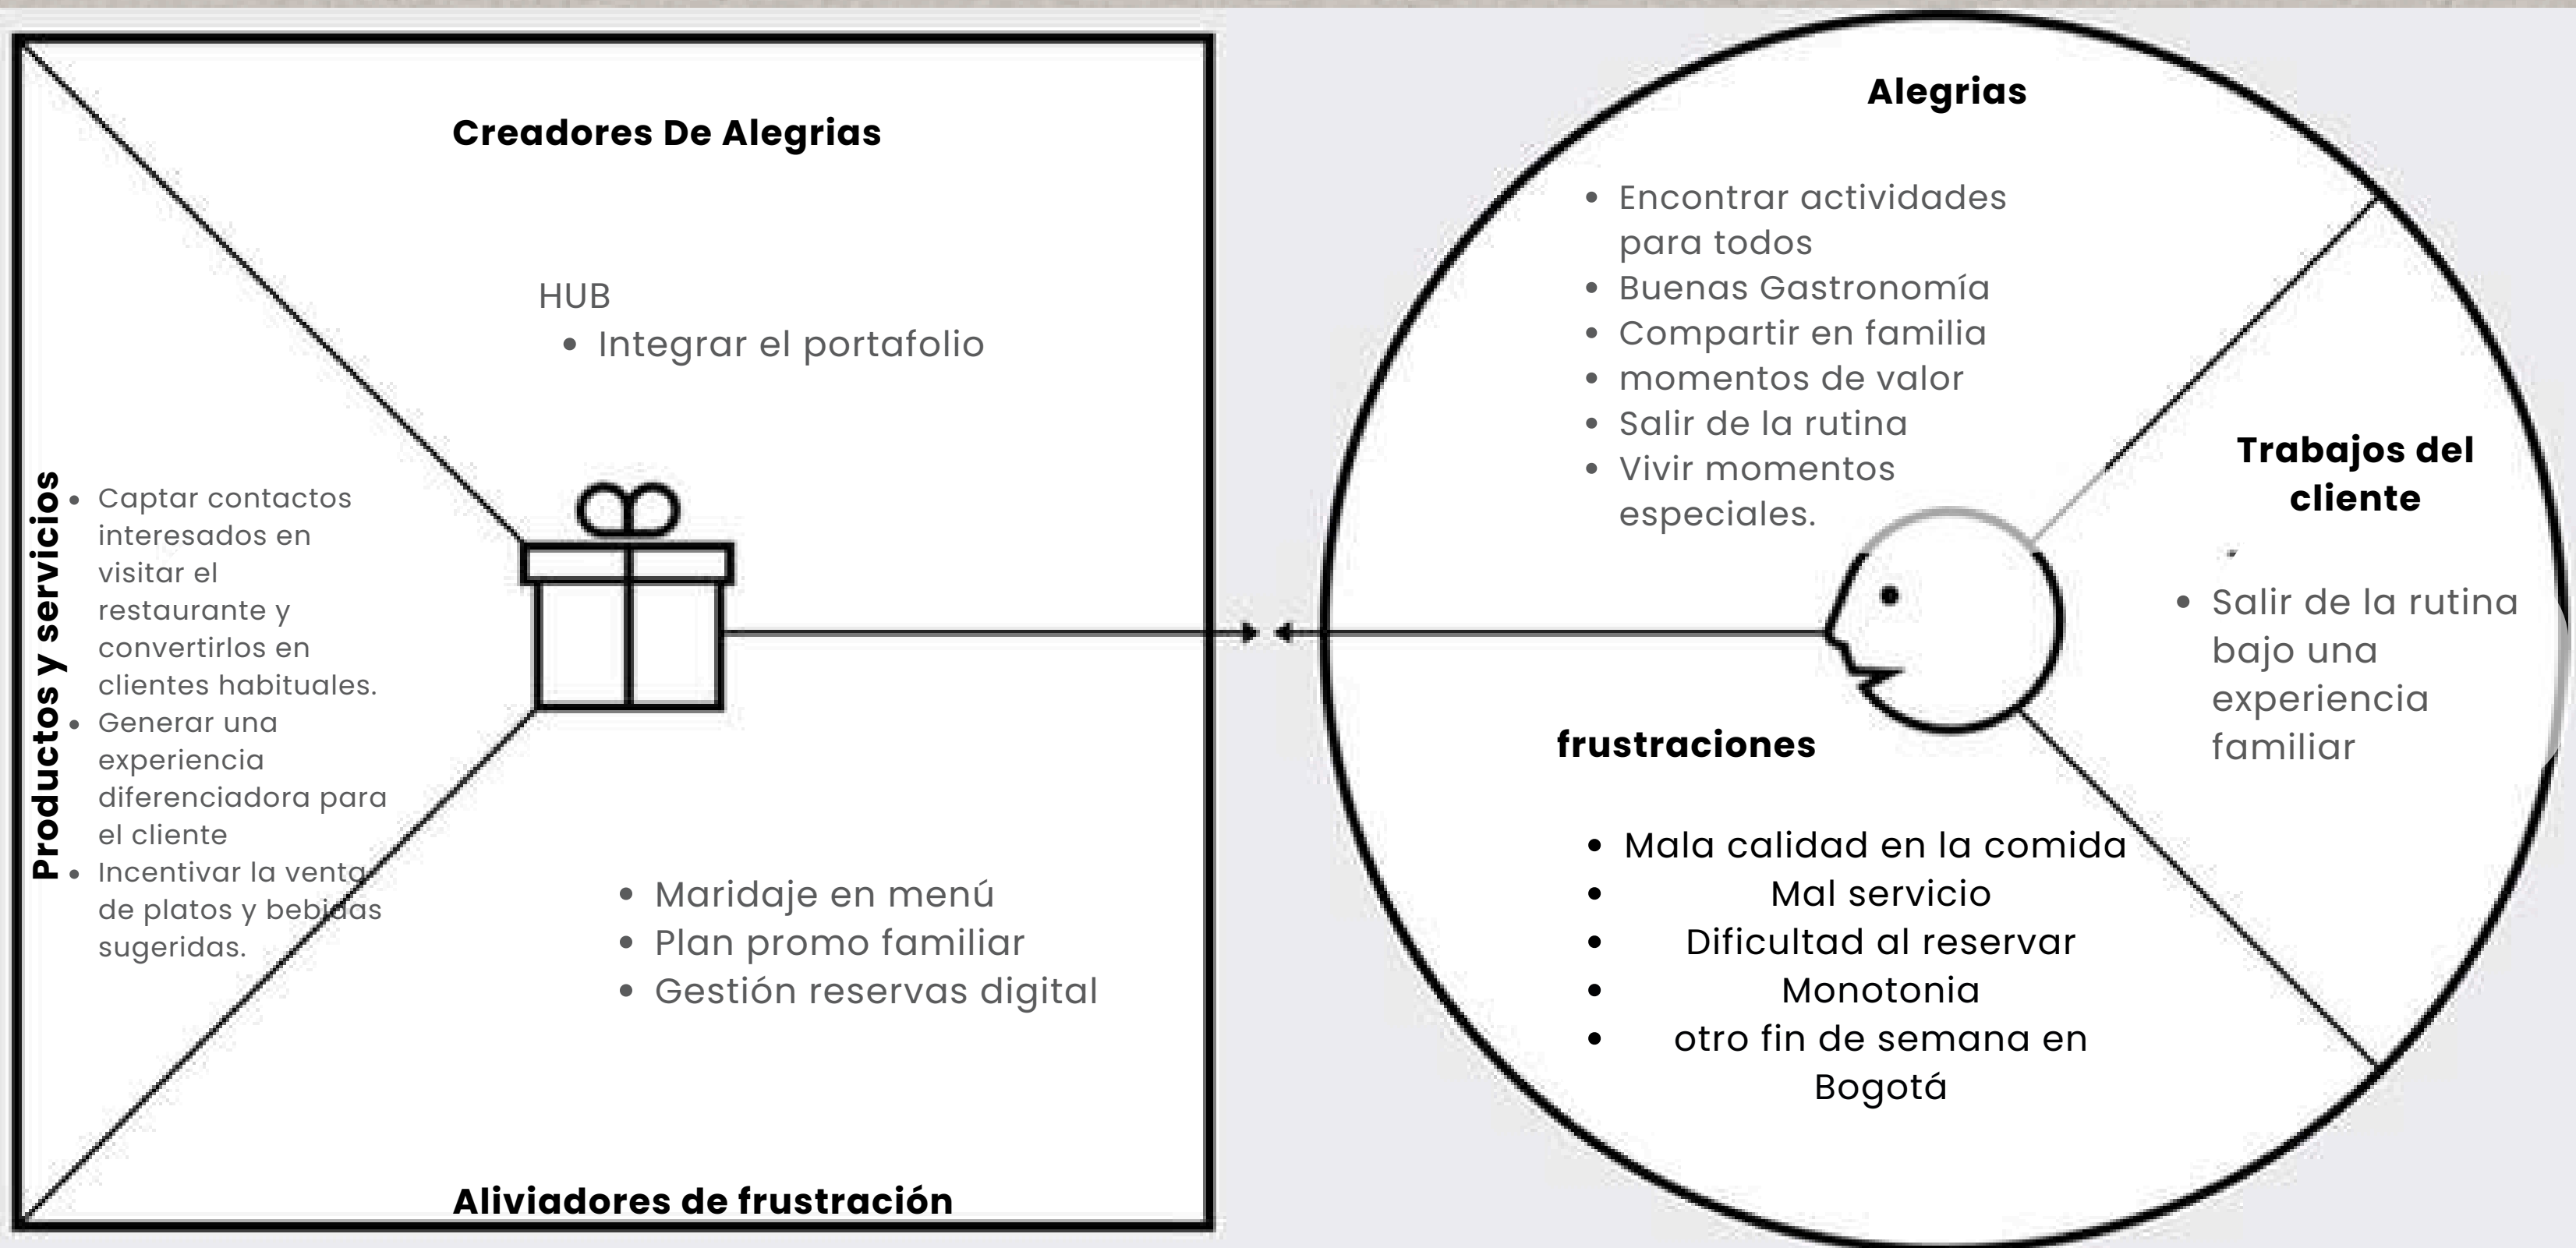 Creadores De Alegrias
HUB
• Integrar el portafolio
Productos y servicios
• Captar contactos
interesados en
visitar el
restaurante y
convertirlos en
clientes habituales.
• Generar una
experiencia
diferenciadora para
el cliente
• Incentivar la venta
de platos y bebidas
sugeridas.
• Maridaje en menú
• Plan promo familiar
• Gestión reservas digital
Aliviadores de frustración
Alegrias
• Encontrar actividades
para todos
• Buenas Gastronomía
• Compartir en familia
• momentos de valor
• Salir de la rutina
• Vivir momentos
especiales.
Trabajos del
cliente
• Salir de la rutina
bajo una
experiencia
familiar
frustraciones
• Mala calidad en la comida
• Mal servicio
• Dificultad al reservar
• Monotonia
• otro fin de semana en
Bogotá